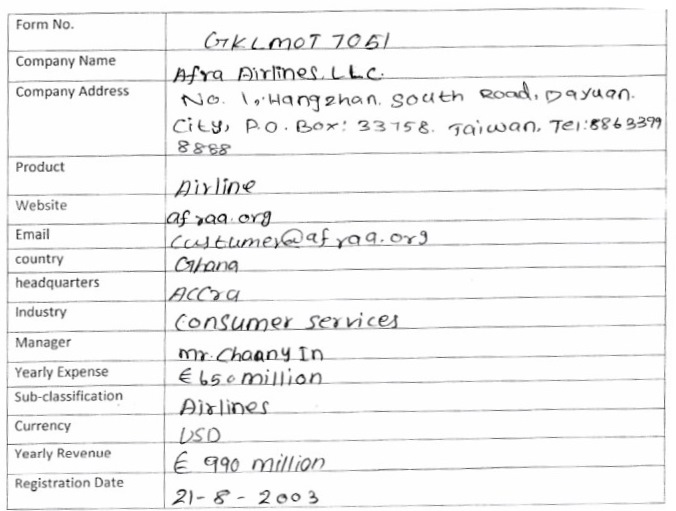 Form No.
GKLMOT 7051
Company Name
Afra Airlines, LLC.
Company Address
No. 1, Hangzhan, South Road, Dayuan.
City, P.O. Box: 33758. Taiwan, Tel:8863399
8888
Product
Airline
Website
afraa.org
Email
Custumer@afraa.org
country
Ghana
headquarters
Accra
Industry
Consumer services
Manager
Mr. Chaany In
Yearly Expense
€ 650 million
Sub-classification
Airlines
Currency
USD
Yearly Revenue
€ 990 million
Registration Date
21-8-2003